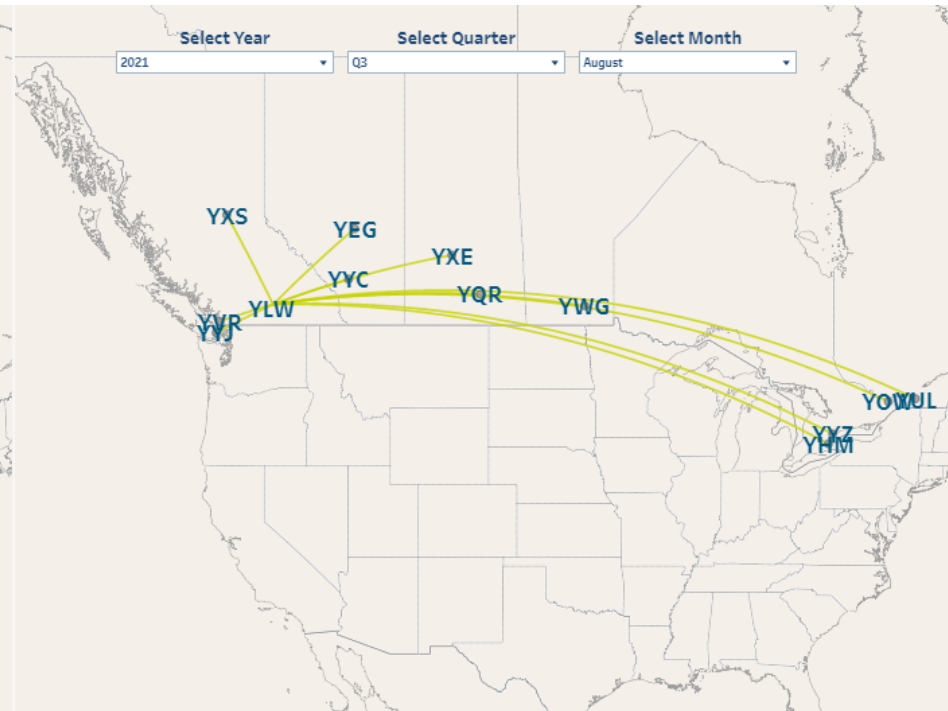 Select Year
Select Quarter
Select Month
2021
Q3
August
YXS
YEG
YXE
YYC
YQR
YLW
YWG
YVR
YYJ
YOW
YUL
YYZ
YHM